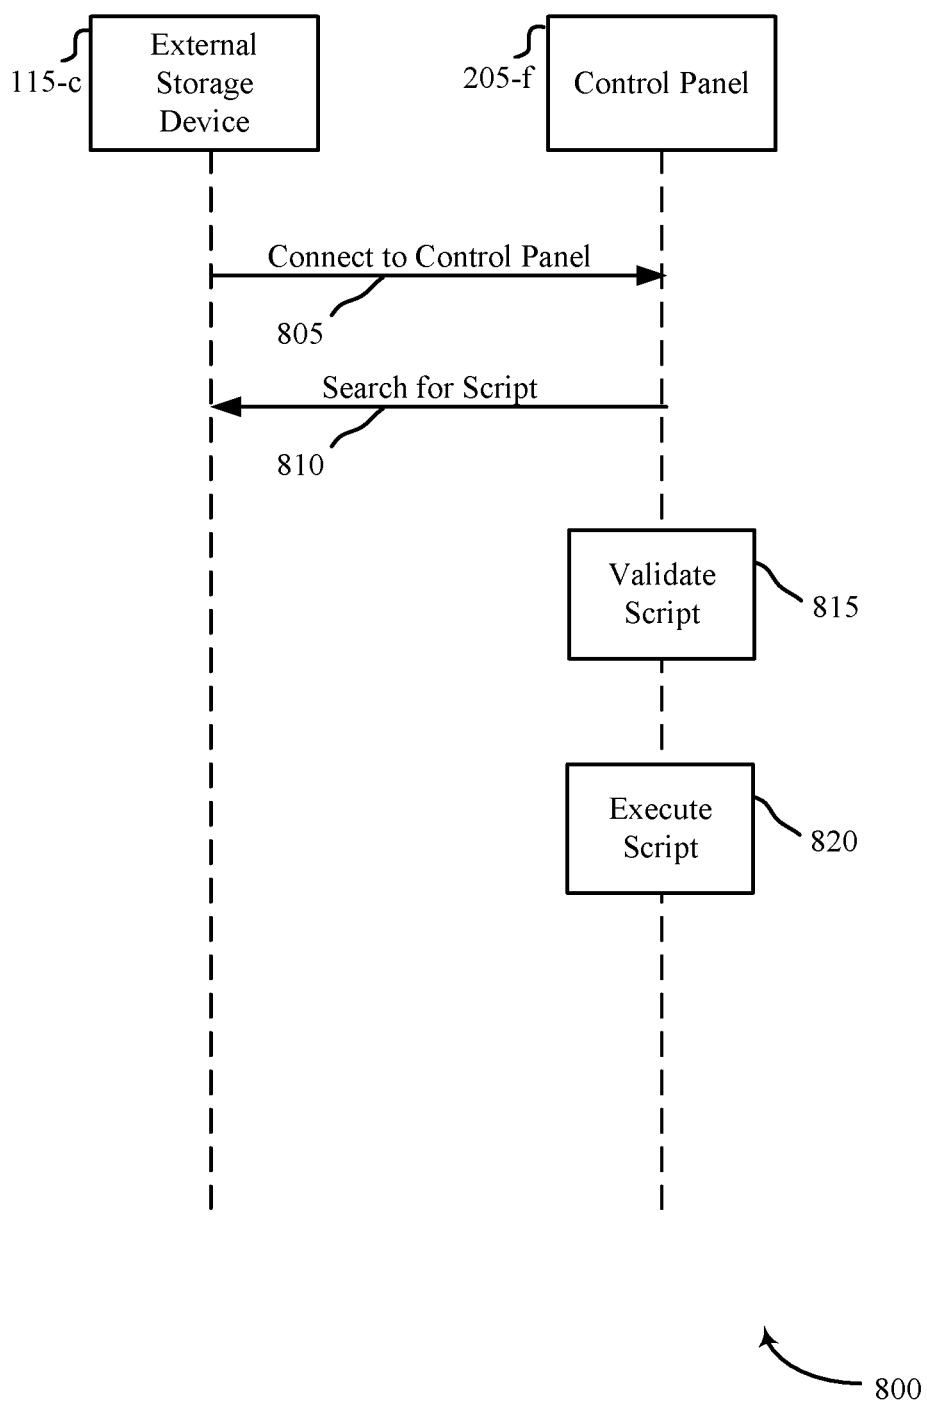 115-c
External
Storage
Device
205-f
Control Panel
Connect to Control Panel
805
Search for Script
810
Validate
Script
815
Execute
Script
820
800